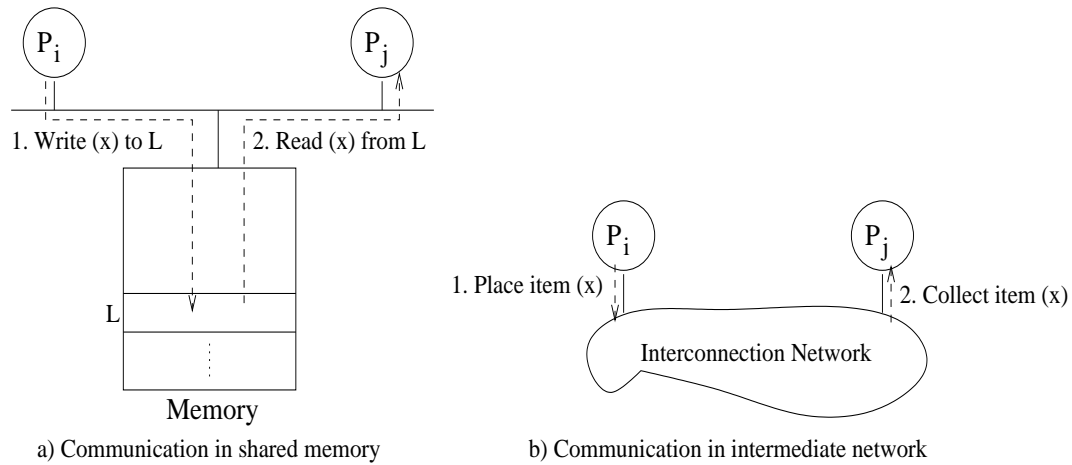 P_i
P_j
1. Write (x) to L
2. Read (x) from L
L
Memory
a) Communication in shared memory
P_i
P_j
1. Place item (x)
2. Collect item (x)
Interconnection Network
b) Communication in intermediate network